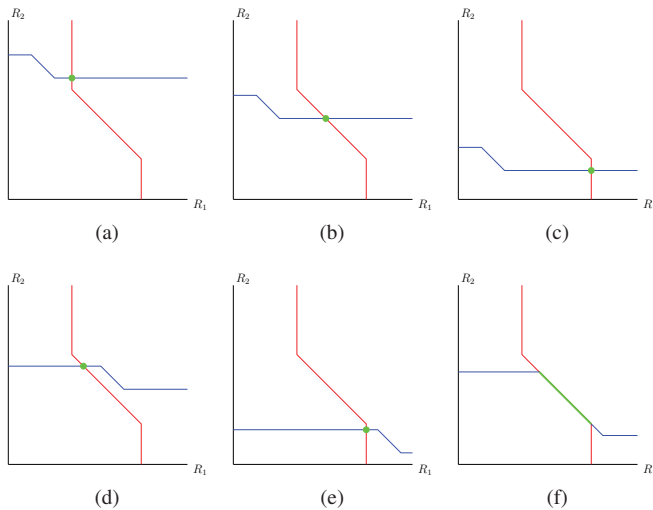 R₂ R₂ R₂
R₁ R₁ R
(a) (b) (c)
R₂ R₂ R₂
R₁ R₁ R
(d) (e) (f)